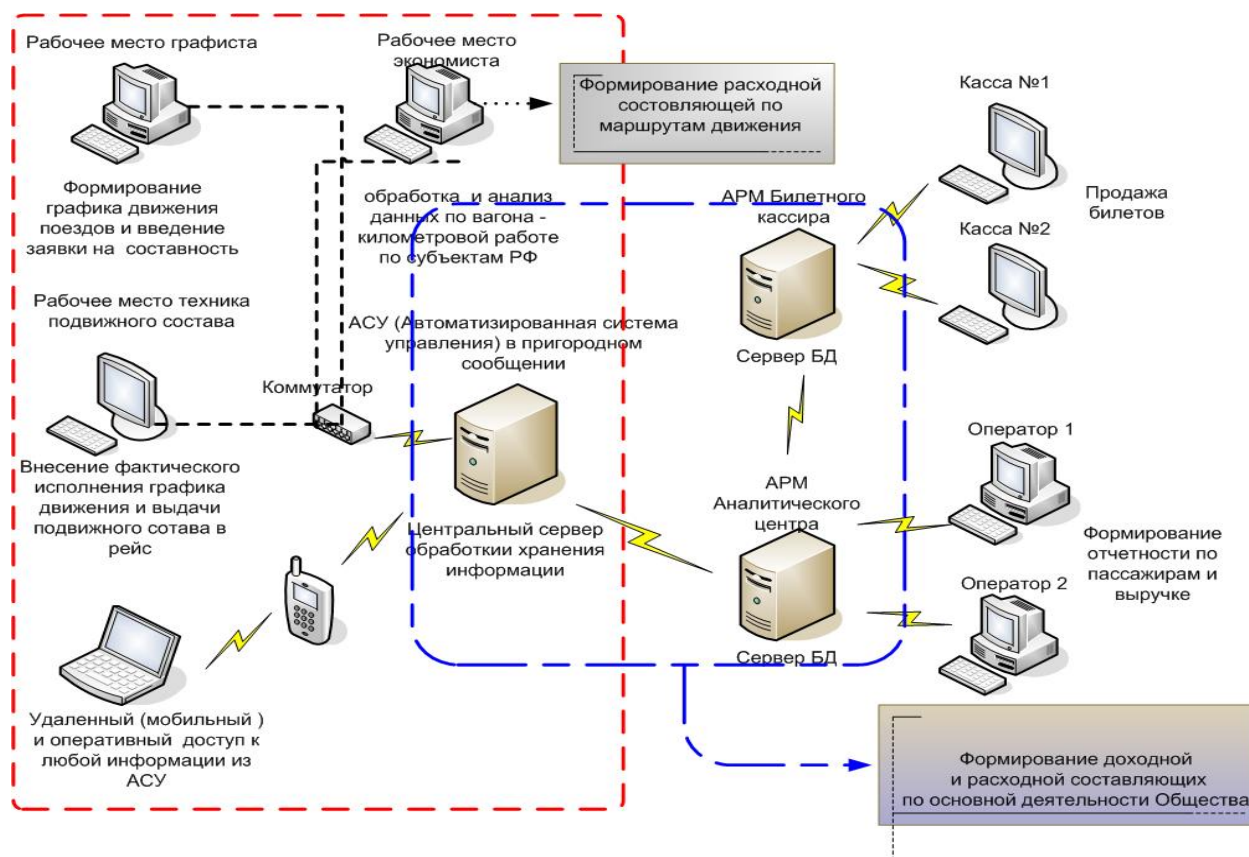 Рабочее место графиста
Рабочее место
экономиста
Формирование расходной
состовляющей по
маршрутам движения
Касса №1
Продажа
билетов
Касса №2
Формирование
графика движения
поездов и введение
заявки на составность
обработка и анализ
данных по вагона -
километровой работе
по субъектам РФ
АРМ Билетного
кассира
Сервер БД
Рабочее место техника
подвижного состава
АСУ (Автоматизированная система
управления) в пригородном
сообщении
Коммутатор
Внесение фактического
исполнения графика
движения и выдачи
подвижного сотава в
рейс
Центральный сервер
обработкии хранения
информации
АРМ
Аналитического
центра
Сервер БД
Оператор 1
Формирование
отчетности по
пассажирам и
выручке
Оператор 2
Удаленный (мобильный )
и оперативный доступ к
любой информации из
АСУ
Формирование доходной
и расходной составляющих
по основной деятельности Общества